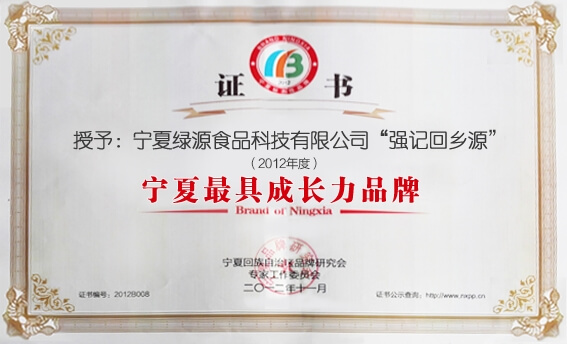 BRAND NINGXIA
证 书
授予：宁夏绿源食品科技有限公司“强记回乡源”
（2012年度）
宁夏最具成长力品牌
Brand of Ningxia
宁夏回族自治区品牌研究会
专家工作委员会
二〇一二年十一月
证书编号：2012B008
证书公示查询：http://www.nxpp.cn